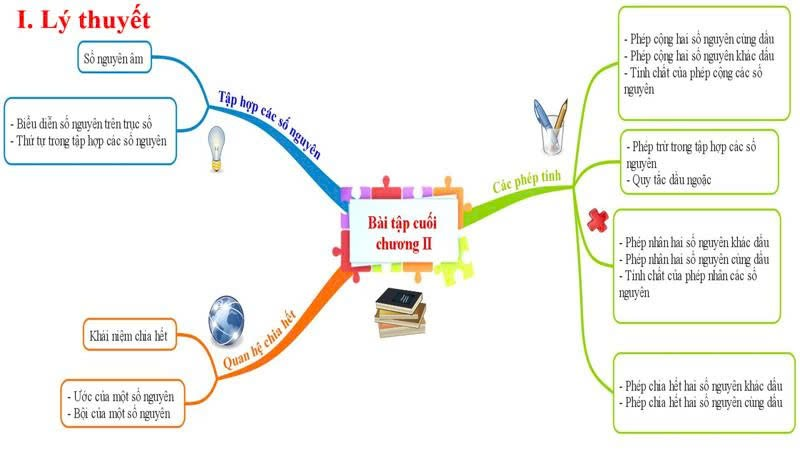 I. Lý thuyết
Số nguyên âm
- Biểu diễn số nguyên trên trục số
- Thứ tự trong tập hợp các số nguyên
Tập hợp các số nguyên
Bài tập cuối
chương II
Quan hệ chia hết
Khái niệm chia hết
- Ước của một số nguyên
- Bội của một số nguyên
Các phép tính
- Phép cộng hai số nguyên cùng dấu
- Phép cộng hai số nguyên khác dấu
- Tính chất của phép cộng các số
nguyên
- Phép trừ trong tập hợp các số
nguyên
- Quy tắc dấu ngoặc
- Phép nhân hai số nguyên khác dấu
- Phép nhân hai số nguyên cùng dấu
- Tính chất của phép nhân các số
nguyên
- Phép chia hết hai số nguyên khác dấu
- Phép chia hết hai số nguyên cùng dấu